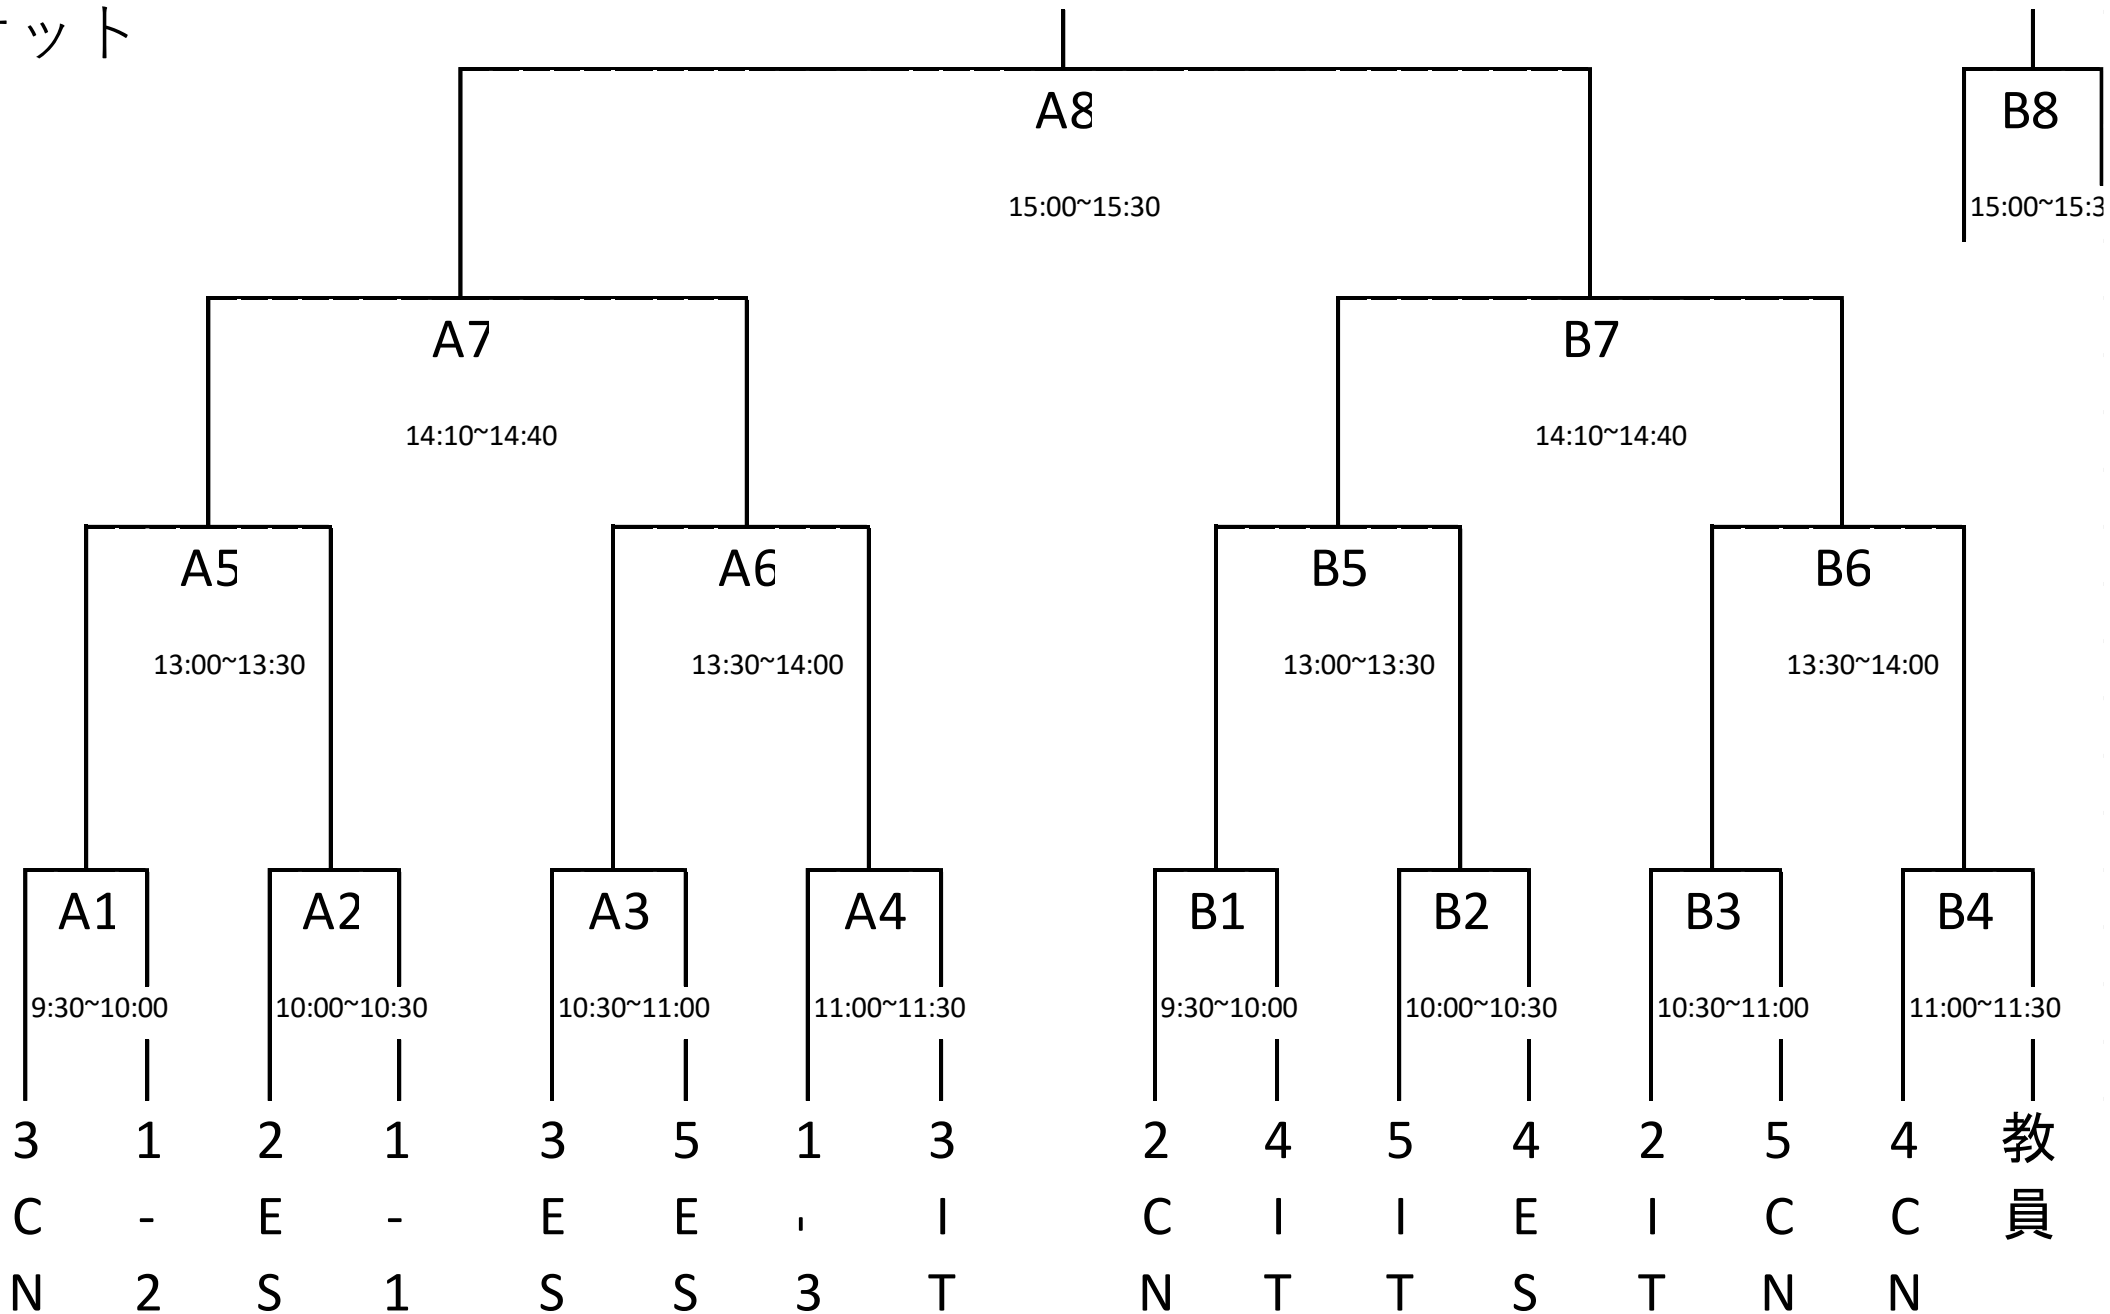 ケット
A8 B8
15:00~15:30 15:00~15:3
A7 B7
14:10~14:40 14:10~14:40
A5 A6 B5 B6
13:00~13:30 13:30~14:00 13:00~13:30 13:30~14:00
A1 A2 A3 A4 B1 B2 B3 B4
9:30~10:00 10:00~10:30 10:30~11:00 11:00~11:30 9:30~10:00 10:00~10:30 10:30~11:00 11:00~11:30
3 1 2 1 3 5 1 3 2 4 5 4 2 5 4 教
C - E - E E - I C I I E I C C 員
N 2 S 1 S S 3 T N T T S T N N